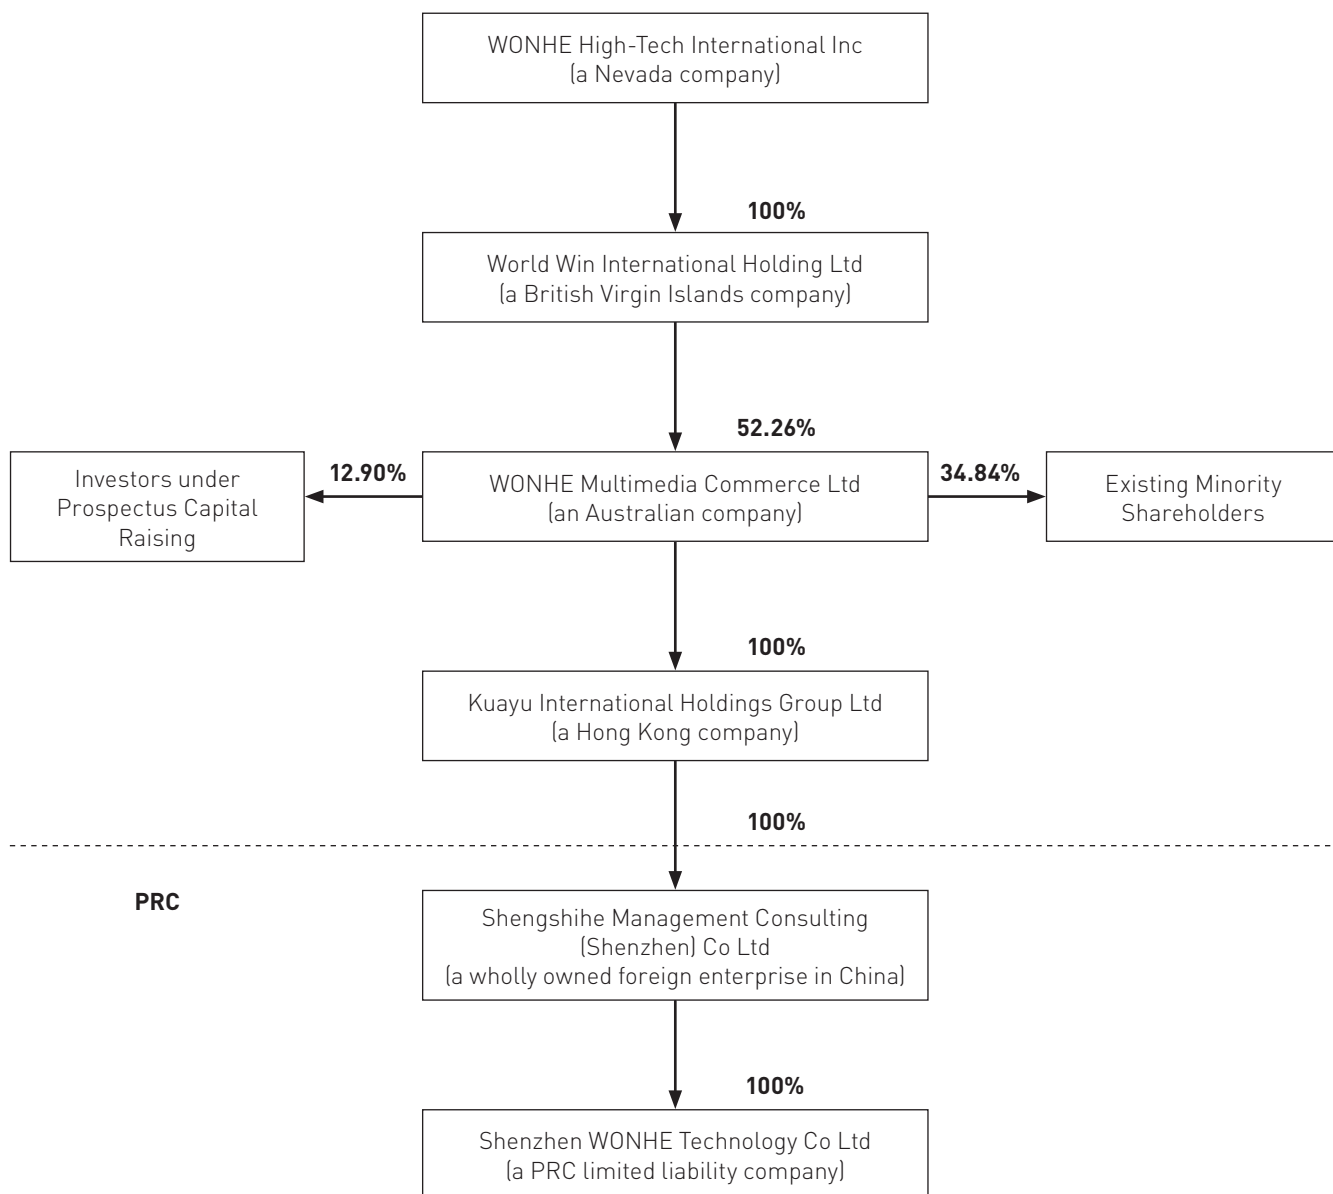 WONHE High-Tech International Inc
(a Nevada company)
100%
World Win International Holding Ltd
(a British Virgin Islands company)
52.26%
Investors under
Prospectus Capital
Raising
12.90%
WONHE Multimedia Commerce Ltd
(an Australian company)
34.84%
Existing Minority
Shareholders
100%
Kuayu International Holdings Group Ltd
(a Hong Kong company)
100%
PRC
Shengshihe Management Consulting
(Shenzhen) Co Ltd
(a wholly owned foreign enterprise in China)
100%
Shenzhen WONHE Technology Co Ltd
(a PRC limited liability company)